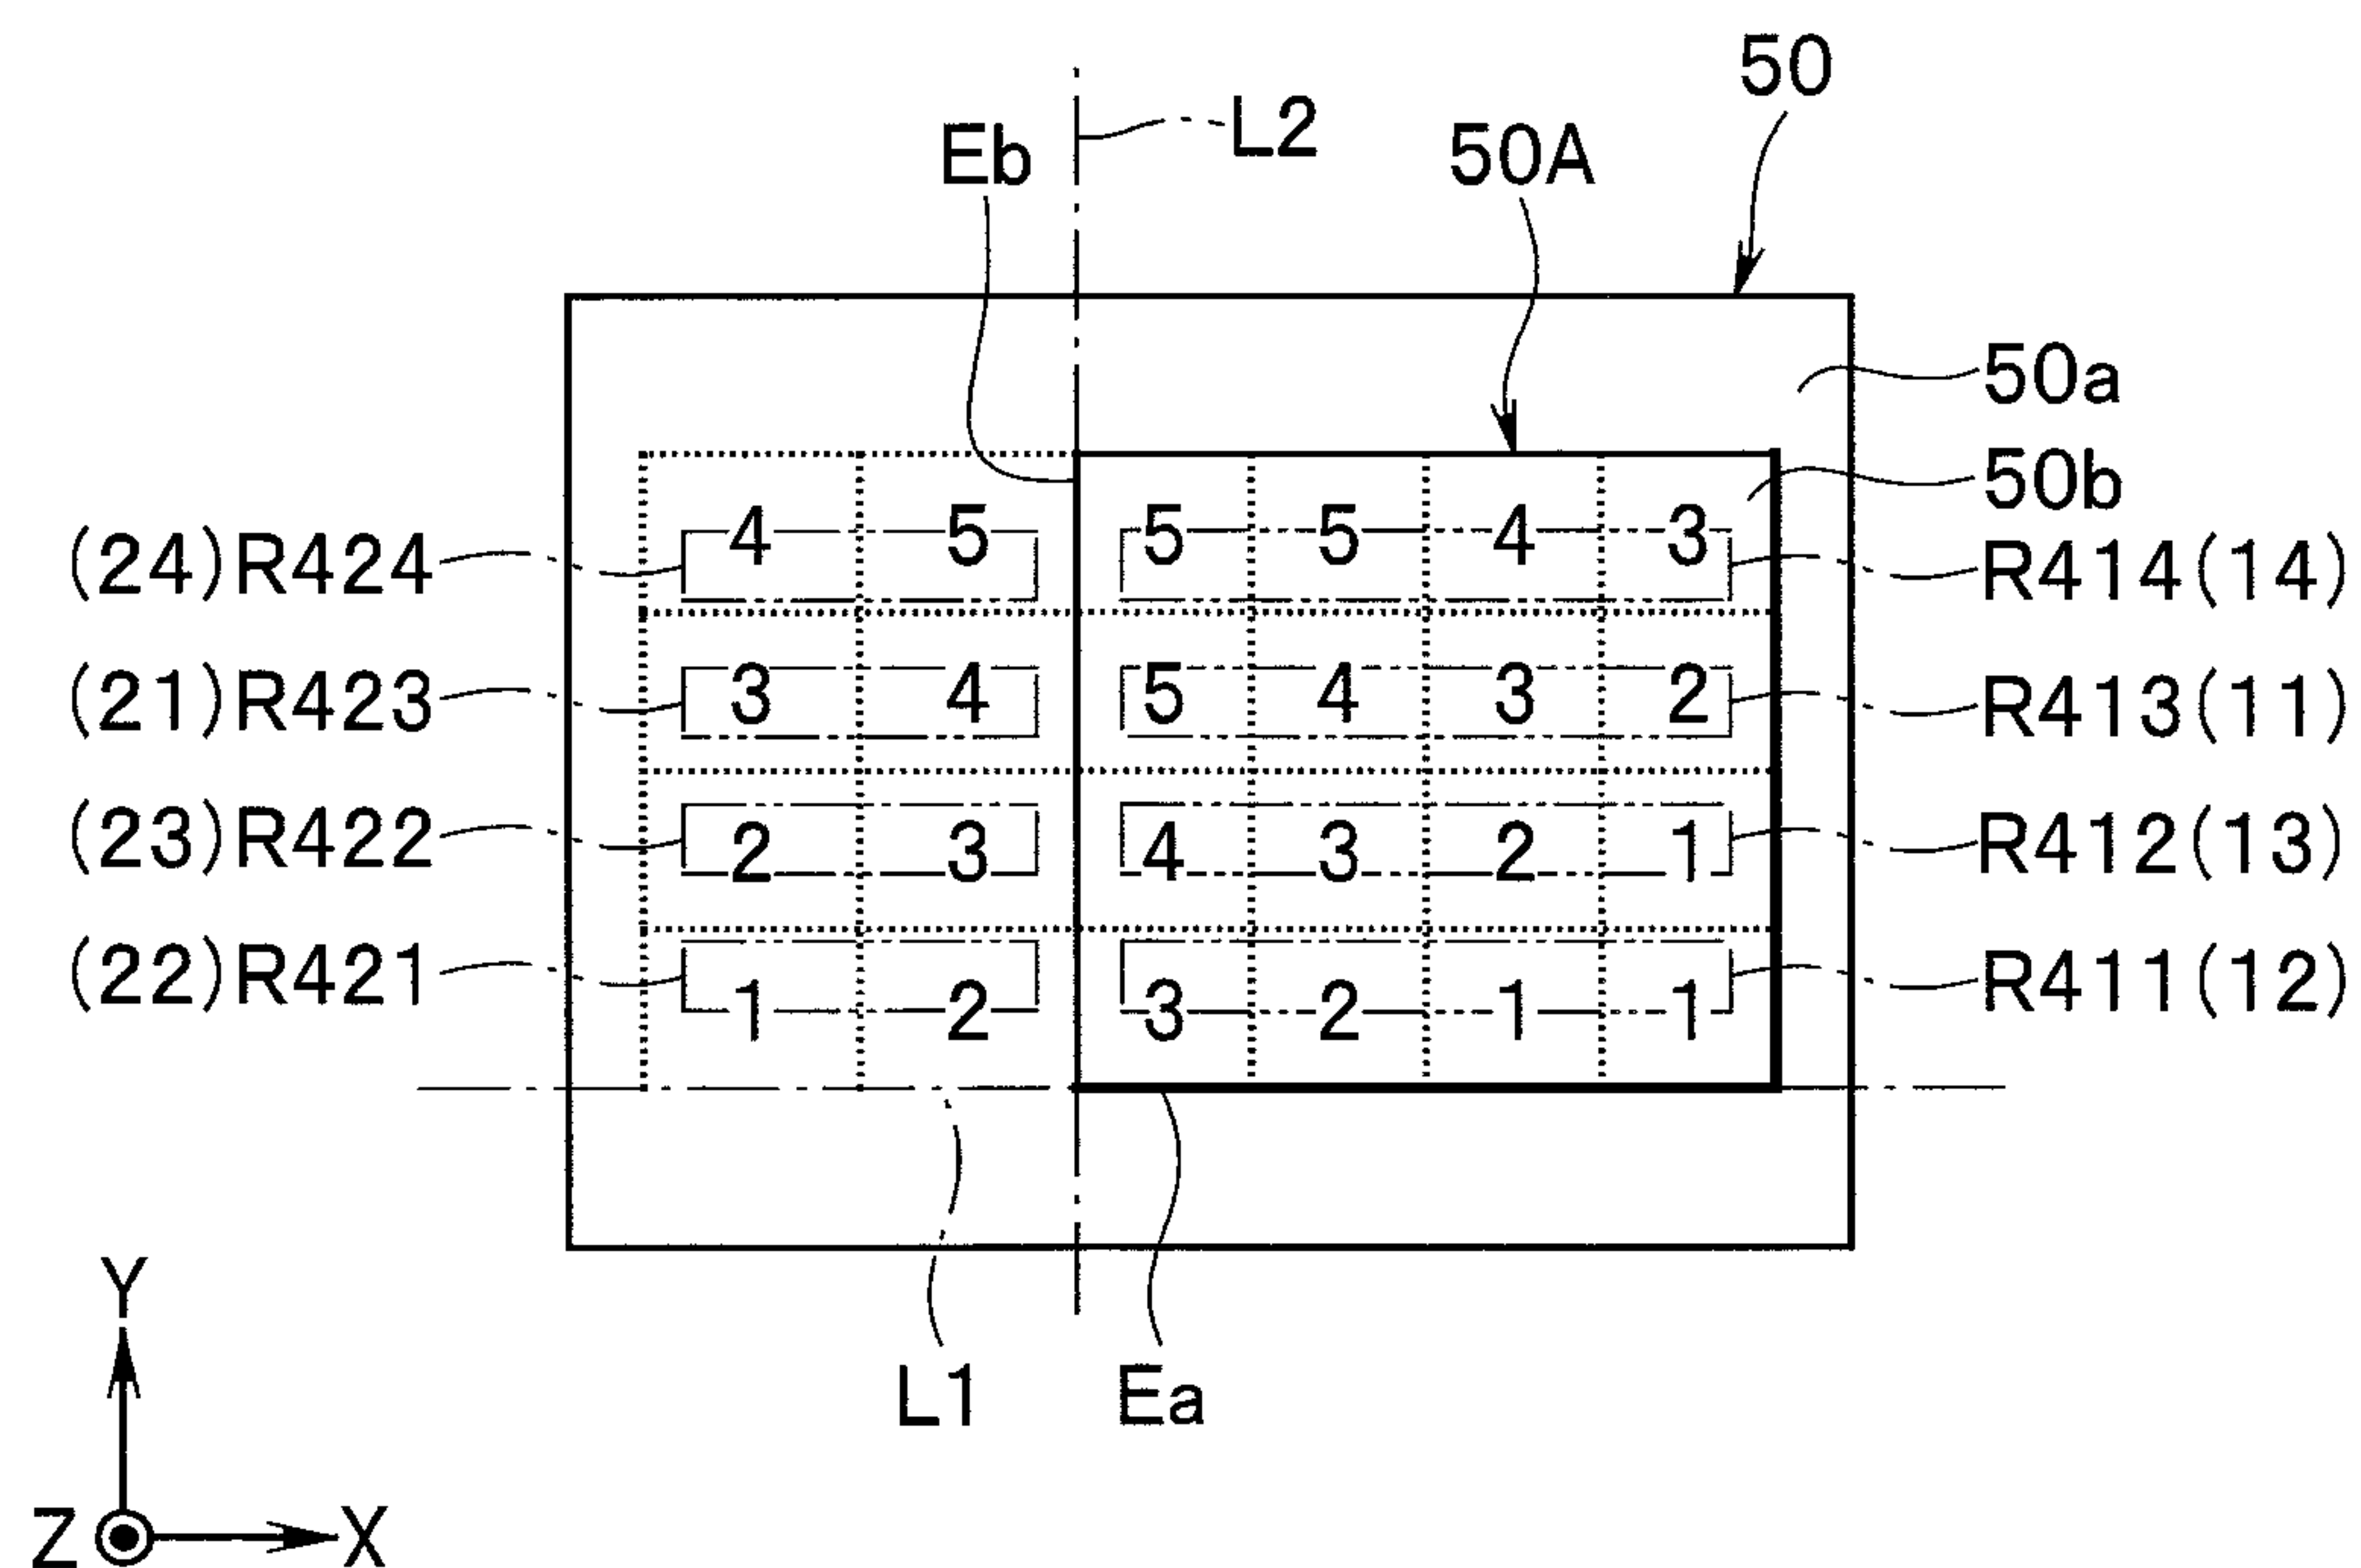 50
L2
Eb
50A
50a
50b
(24)R424 4 5 5 5 4 3 R414(14)
(21)R423 3 4 5 4 3 2 R413(11)
(23)R422 2 3 4 3 2 1 R412(13)
(22)R421 1 2 3 2 1 1 R411(12)
L1 Ea
Y
Z X